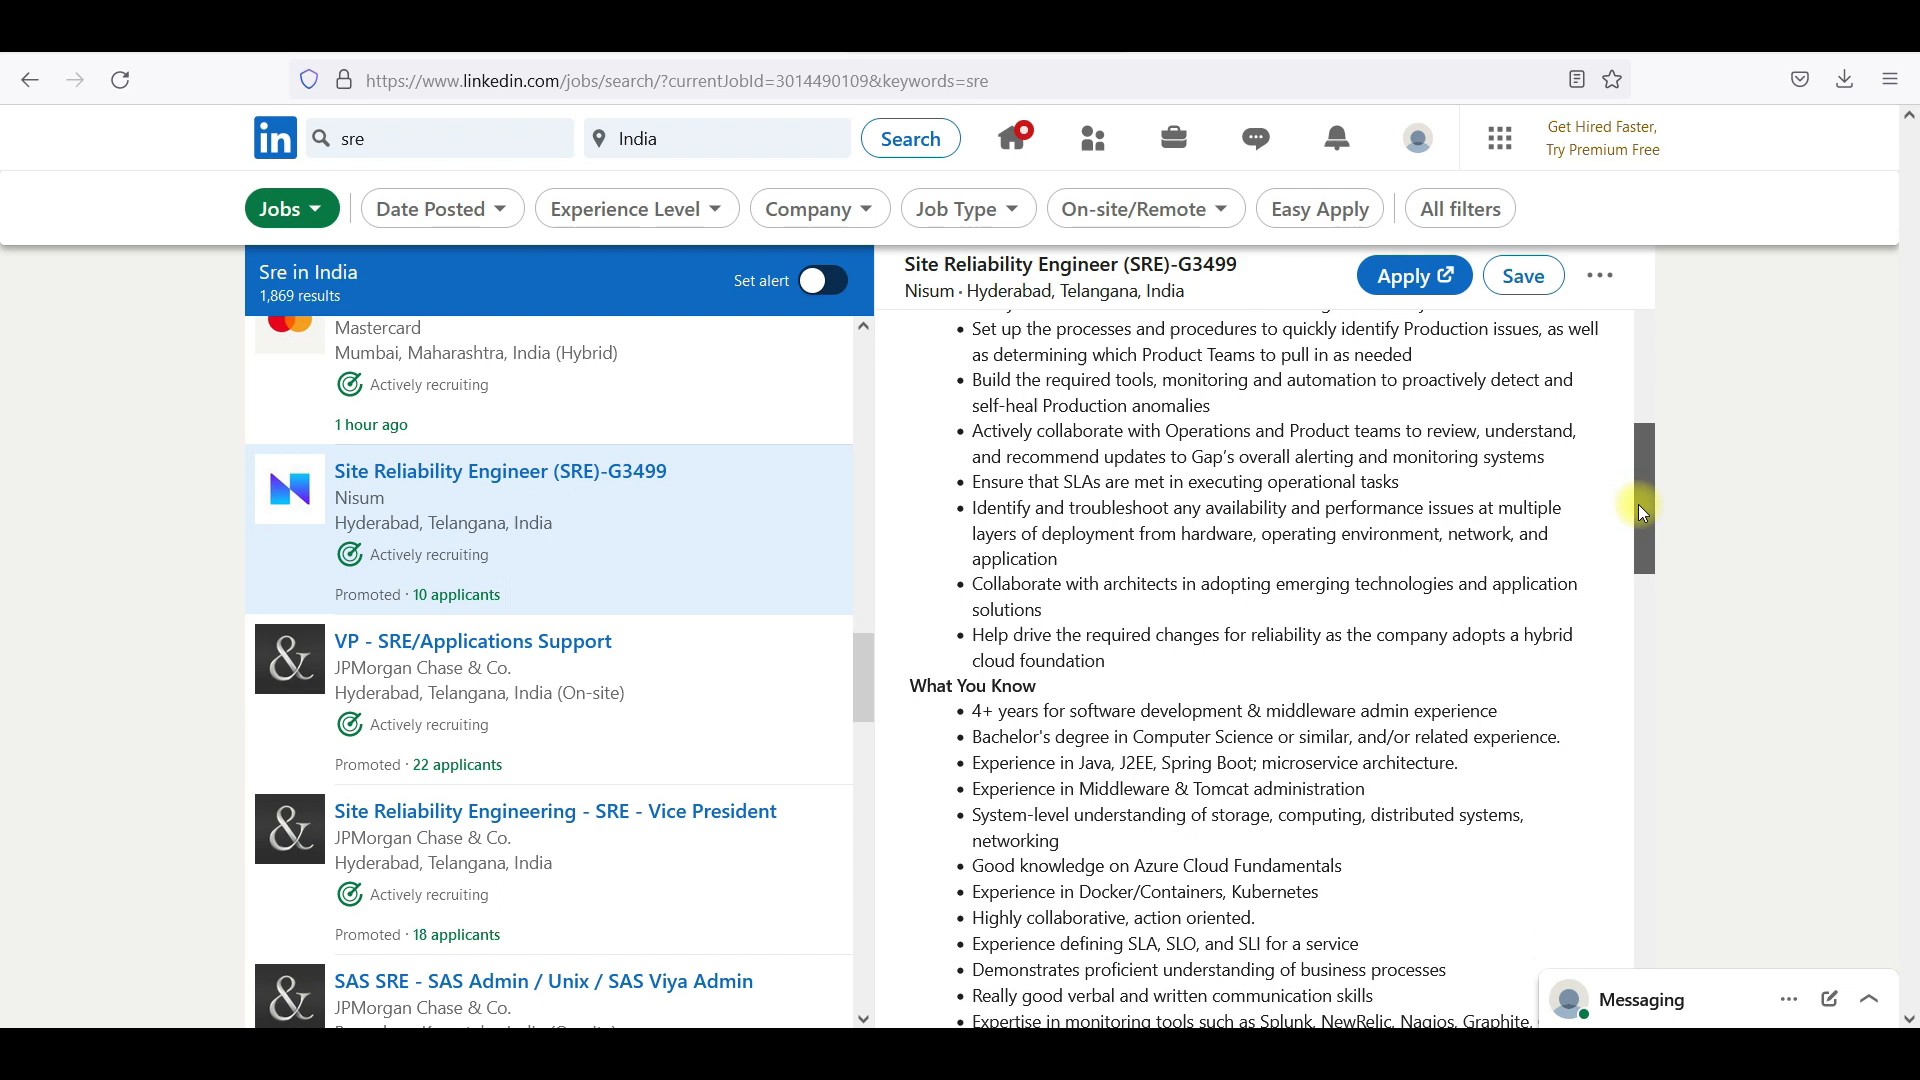 https://www.linkedin.com/jobs/search/?currentJobId=3014490109&keywords=sre
in
sre
India
Search
Get Hired Faster,
Try Premium Free
Jobs
Date Posted
Experience Level
Company
Job Type
On-site/Remote
Easy Apply
All filters
Sre in India
1,869 results
Set alert
Mastercard
Mumbai, Maharashtra, India (Hybrid)
Actively recruiting
1 hour ago
Site Reliability Engineer (SRE)-G3499
Nisum
Hyderabad, Telangana, India
Actively recruiting
Promoted · 10 applicants
&
VP - SRE/Applications Support
JPMorgan Chase & Co.
Hyderabad, Telangana, India (On-site)
Actively recruiting
Promoted · 22 applicants
&
Site Reliability Engineering - SRE - Vice President
JPMorgan Chase & Co.
Hyderabad, Telangana, India
Actively recruiting
Promoted · 18 applicants
&
SAS SRE - SAS Admin / Unix / SAS Viya Admin
JPMorgan Chase & Co.
Site Reliability Engineer (SRE)-G3499
Nisum · Hyderabad, Telangana, India
Apply
Save
• Set up the processes and procedures to quickly identify Production issues, as well
as determining which Product Teams to pull in as needed
• Build the required tools, monitoring and automation to proactively detect and
self-heal Production anomalies
• Actively collaborate with Operations and Product teams to review, understand,
and recommend updates to Gap's overall alerting and monitoring systems
• Ensure that SLAs are met in executing operational tasks
• Identify and troubleshoot any availability and performance issues at multiple
layers of deployment from hardware, operating environment, network, and
application
• Collaborate with architects in adopting emerging technologies and application
solutions
• Help drive the required changes for reliability as the company adopts a hybrid
cloud foundation
What You Know
• 4+ years for software development & middleware admin experience
• Bachelor's degree in Computer Science or similar, and/or related experience.
• Experience in Java, J2EE, Spring Boot; microservice architecture.
• Experience in Middleware & Tomcat administration
• System-level understanding of storage, computing, distributed systems,
networking
• Good knowledge on Azure Cloud Fundamentals
• Experience in Docker/Containers, Kubernetes
• Highly collaborative, action oriented.
• Experience defining SLA, SLO, and SLI for a service
• Demonstrates proficient understanding of business processes
• Really good verbal and written communication skills
• Expertise in monitoring tools such as Splunk, NewRelic, Nagios, Graphite,
Messaging